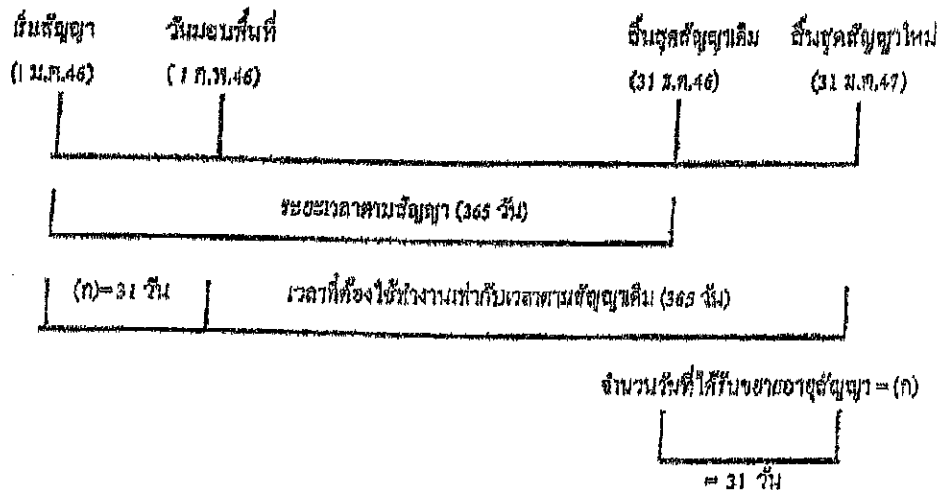 เริ่มสัญญา วันมอบพื้นที่ สิ้นสุดสัญญาเดิม สิ้นสุดสัญญาใหม่
(1 ม.ค.46) (1 ก.พ.46) (31 ธ.ค.46) (31 ม.ค.47)
ระยะเวลาตามสัญญา (365 วัน)
(ก)=31 วัน เวลาที่ต้องใช้ทำงานเท่ากับเวลาตามสัญญาเดิม (365 วัน)
จำนวนวันที่ได้รับขยายอายุสัญญา = (ก)
= 31 วัน